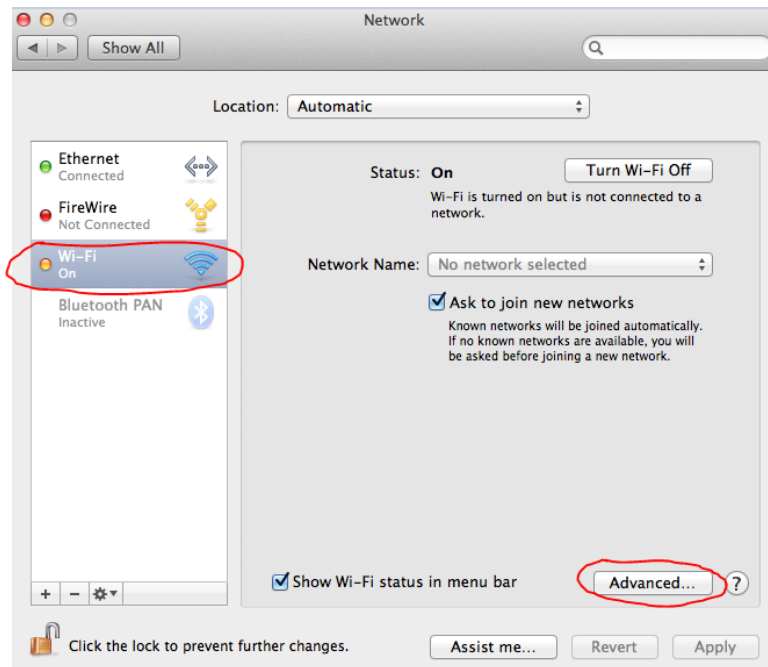 Network
Show All
Location: Automatic
Ethernet
Connected
FireWire
Not Connected
Wi-Fi
On
Bluetooth PAN
Inactive
Status: On
Turn Wi-Fi Off
Wi-Fi is turned on but is not connected to a
network.
Network Name: No network selected
Ask to join new networks
Known networks will be joined automatically.
If no known networks are available, you will
be asked before joining a new network.
Show Wi-Fi status in menu bar
Advanced...
?
Click the lock to prevent further changes.
Assist me...
Revert
Apply